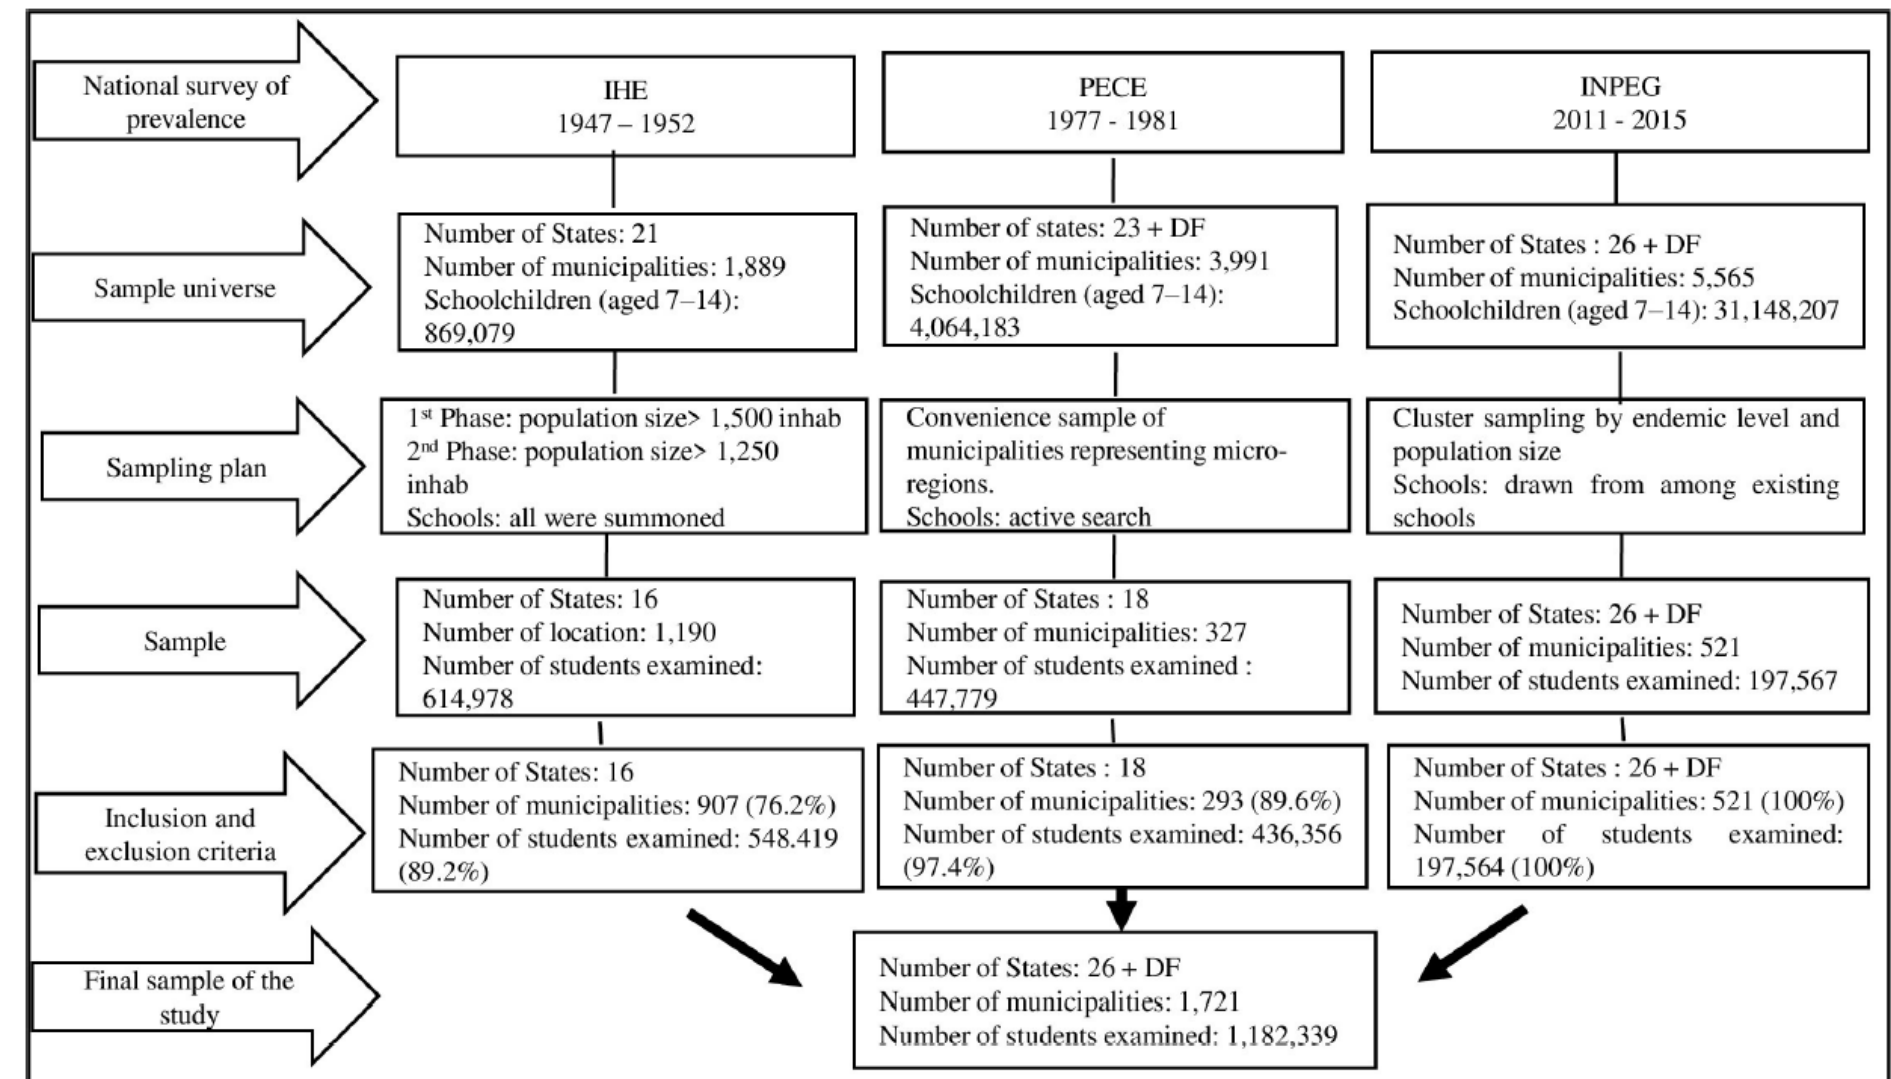 National survey of
prevalence
IHE
1947 – 1952
PECE
1977 - 1981
INPEG
2011 - 2015
Sample universe
Number of States: 21
Number of municipalities: 1,889
Schoolchildren (aged 7–14):
869,079
Number of states: 23 + DF
Number of municipalities: 3,991
Schoolchildren (aged 7–14):
4,064,183
Number of States : 26 + DF
Number of municipalities: 5,565
Schoolchildren (aged 7–14): 31,148,207
Sampling plan
1st Phase: population size> 1,500 inhab
2nd Phase: population size> 1,250
inhab
Schools: all were summoned
Convenience sample of
municipalities representing micro-
regions.
Schools: active search
Cluster sampling by endemic level and
population size
Schools: drawn from among existing
schools
Sample
Number of States: 16
Number of location: 1,190
Number of students examined:
614,978
Number of States : 18
Number of municipalities: 327
Number of students examined :
447,779
Number of States: 26 + DF
Number of municipalities: 521
Number of students examined: 197,567
Inclusion and
exclusion criteria
Number of States: 16
Number of municipalities: 907 (76.2%)
Number of students examined: 548.419
(89.2%)
Number of States : 18
Number of municipalities: 293 (89.6%)
Number of students examined: 436,356
(97.4%)
Number of States : 26 + DF
Number of municipalities: 521 (100%)
Number of students examined:
197,564 (100%)
Final sample of the
study
Number of States: 26 + DF
Number of municipalities: 1,721
Number of students examined: 1,182,339